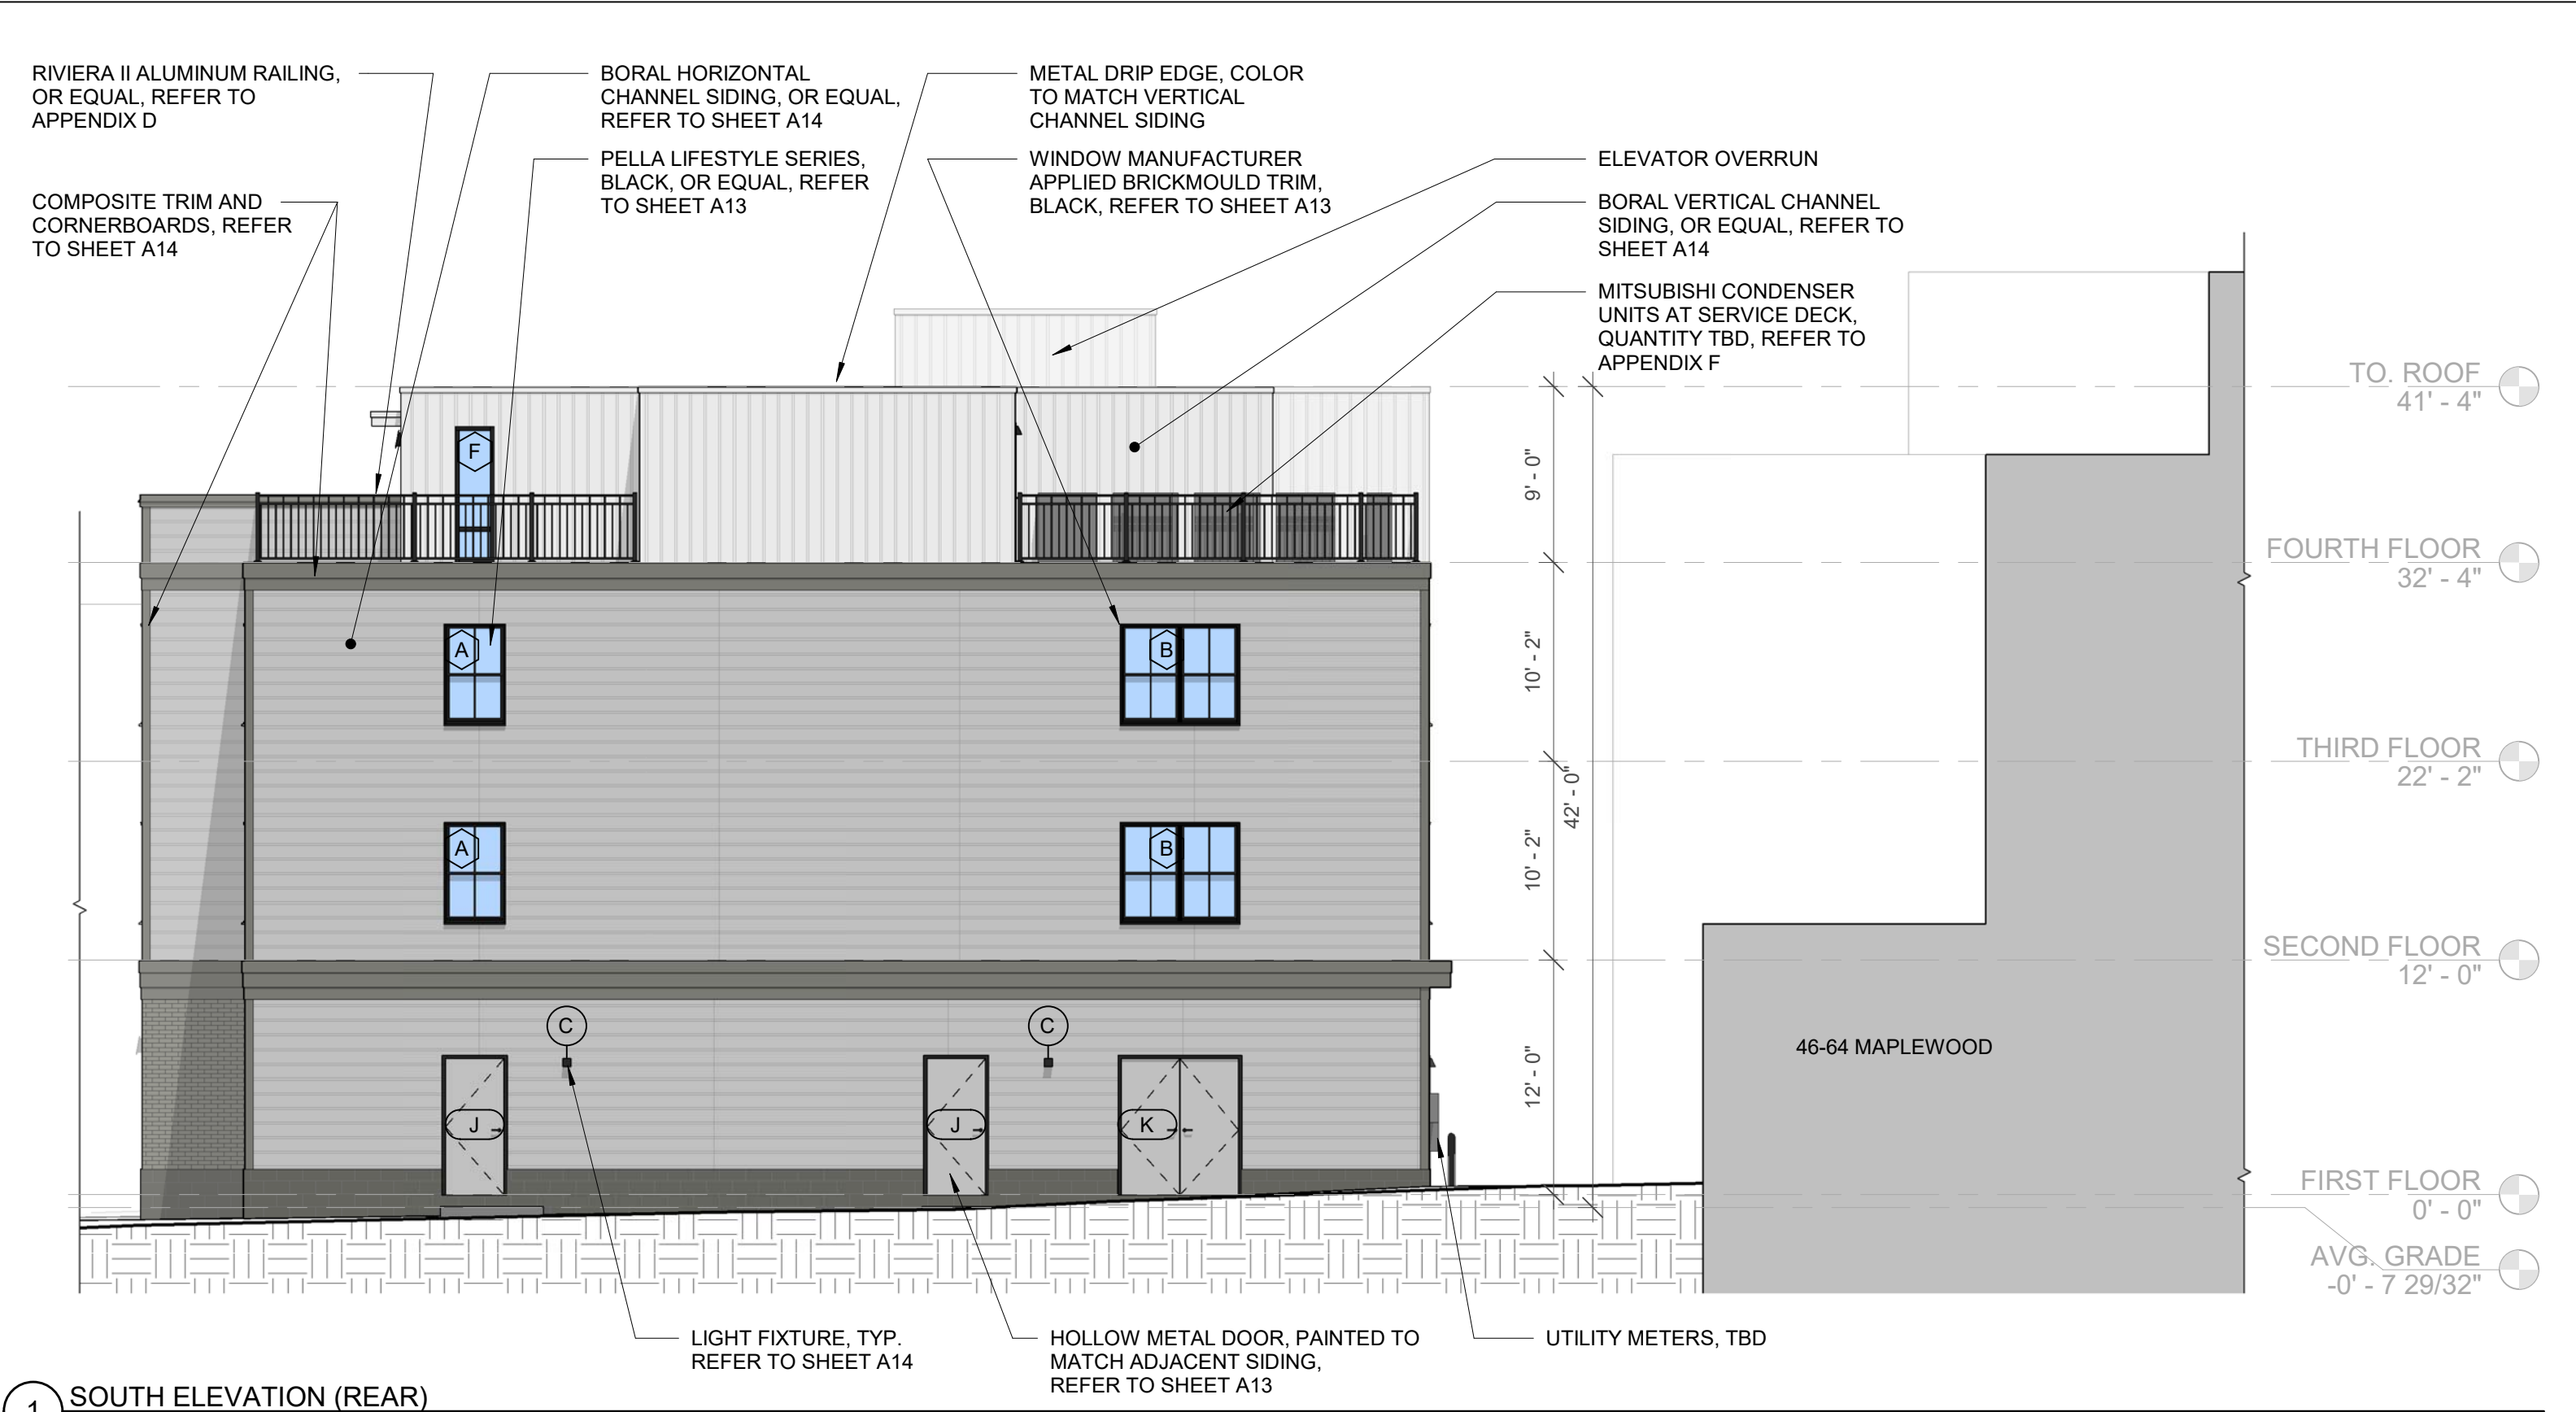 RIVIERA II ALUMINUM RAILING,
OR EQUAL, REFER TO
APPENDIX D
COMPOSITE TRIM AND
CORNERBOARDS, REFER
TO SHEET A14
BORAL HORIZONTAL
CHANNEL SIDING, OR EQUAL,
REFER TO SHEET A14
PELLA LIFESTYLE SERIES,
BLACK, OR EQUAL, REFER
TO SHEET A13
METAL DRIP EDGE, COLOR
TO MATCH VERTICAL
CHANNEL SIDING
WINDOW MANUFACTURER
APPLIED BRICKMOULD TRIM,
BLACK, REFER TO SHEET A13
ELEVATOR OVERRUN
BORAL VERTICAL CHANNEL
SIDING, OR EQUAL, REFER TO
SHEET A14
MITSUBISHI CONDENSER
UNITS AT SERVICE DECK,
QUANTITY TBD, REFER TO
APPENDIX F
TO. ROOF
41' - 4"
F
9' - 0"
FOURTH FLOOR
32' - 4"
A
B
10' - 2"
THIRD FLOOR
22' - 2"
42' - 0"
A
B
10' - 2"
SECOND FLOOR
12' - 0"
C
C
46-64 MAPLEWOOD
12' - 0"
J
J
K
FIRST FLOOR
0' - 0"
AVG. GRADE
-0' - 7 29/32"
LIGHT FIXTURE, TYP.
REFER TO SHEET A14
HOLLOW METAL DOOR, PAINTED TO
MATCH ADJACENT SIDING,
REFER TO SHEET A13
UTILITY METERS, TBD
1
SOUTH ELEVATION (REAR)